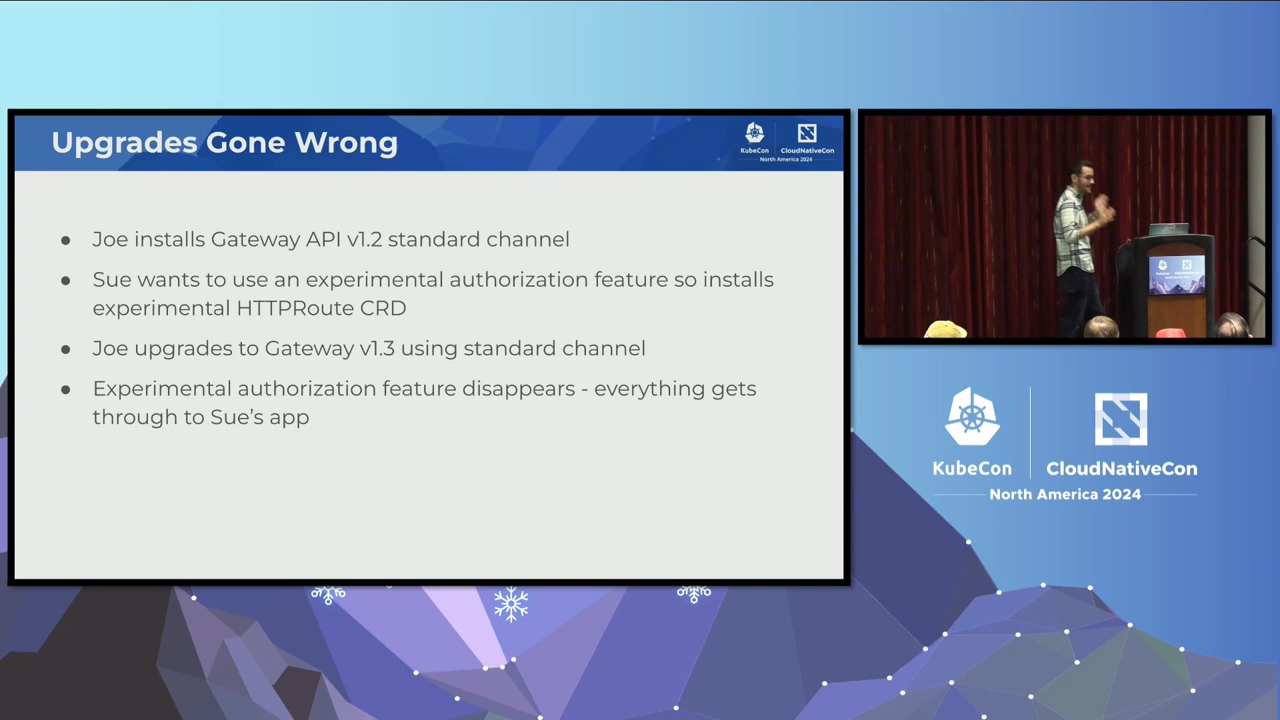 Upgrades Gone Wrong
KubeCon
CloudNativeCon
North America 2024
● Joe installs Gateway API v1.2 standard channel
● Sue wants to use an experimental authorization feature so installs
experimental HTTPRoute CRD
● Joe upgrades to Gateway v1.3 using standard channel
● Experimental authorization feature disappears - everything gets
through to Sue’s app
KubeCon
CloudNativeCon
North America 2024